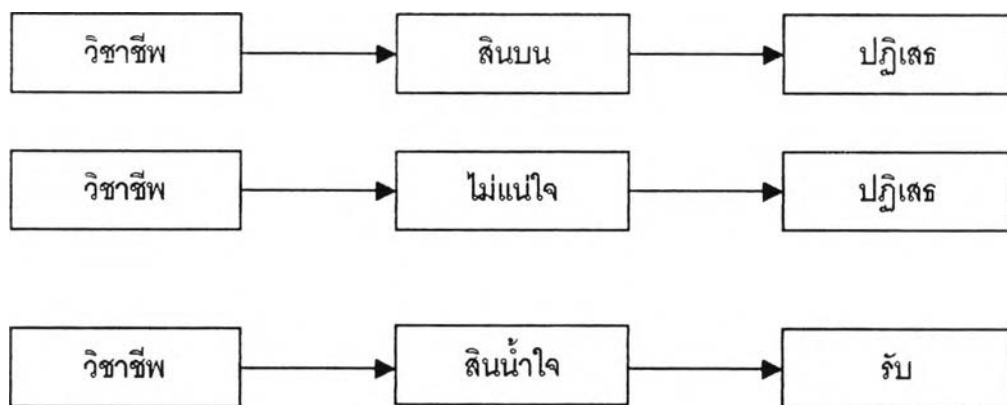 วิชาชีพ สินบน ปฏิเสธ
วิชาชีพ ไม่แน่ใจ ปฏิเสธ
วิชาชีพ สินน้ำใจ รับ